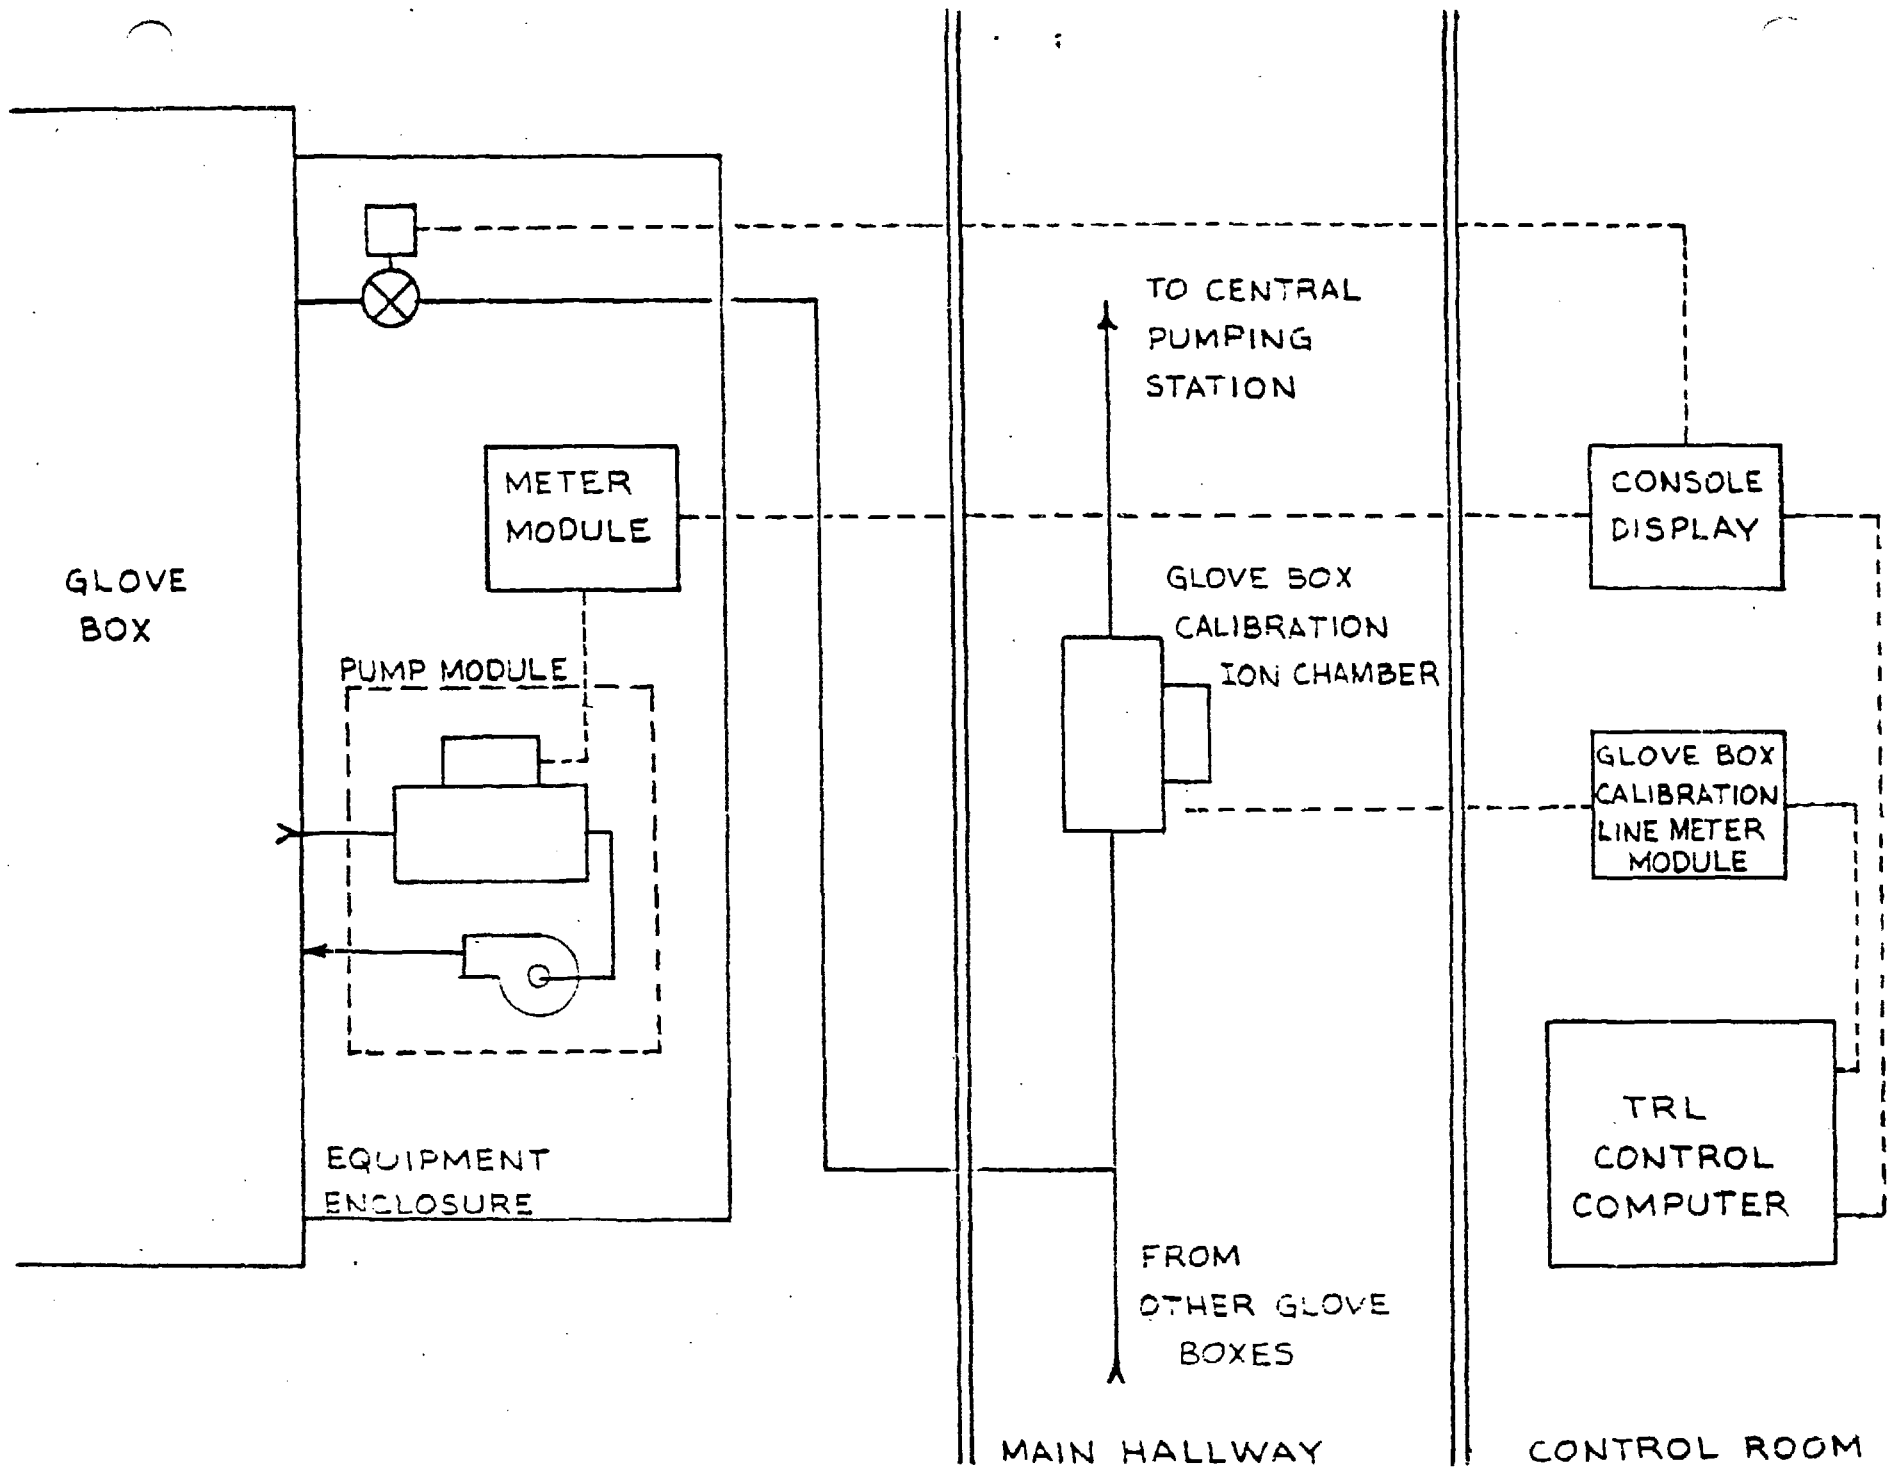 TO CENTRAL
PUMPING
STATION
METER
MODULE
CONSOLE
DISPLAY
GLOVE
BOX
GLOVE BOX
CALIBRATION
ION CHAMBER
PUMP MODULE
GLOVE BOX
CALIBRATION
LINE METER
MODULE
TRL
CONTROL
COMPUTER
EQUIPMENT
ENCLOSURE
FROM
OTHER GLOVE
BOXES
MAIN HALLWAY
CONTROL ROOM